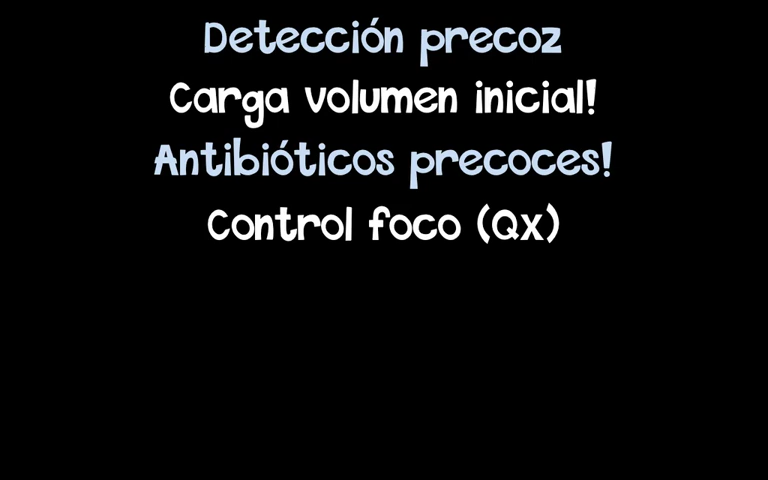 Detección precoz
Carga volumen inicial!
Antibióticos precoces!
Control foco (Qx)